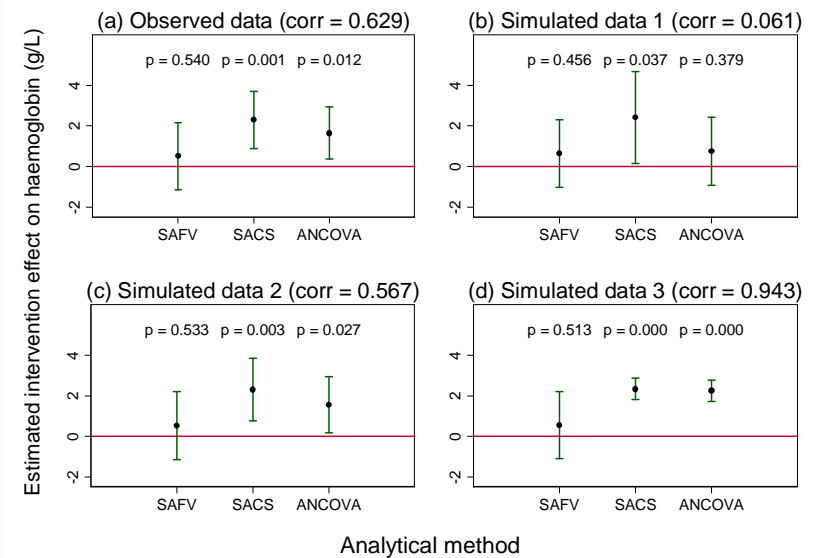 Estimated intervention effect on haemoglobin (g/L)
(a) Observed data (corr = 0.629)
p = 0.540 p = 0.001 p = 0.012
4
2
0
-2
SAFV SACS ANCOVA
(b) Simulated data 1 (corr = 0.061)
p = 0.456 p = 0.037 p = 0.379
4
2
0
-2
SAFV SACS ANCOVA
(c) Simulated data 2 (corr = 0.567)
p = 0.533 p = 0.003 p = 0.027
4
2
0
-2
SAFV SACS ANCOVA
(d) Simulated data 3 (corr = 0.943)
p = 0.513 p = 0.000 p = 0.000
4
2
0
-2
SAFV SACS ANCOVA
Analytical method